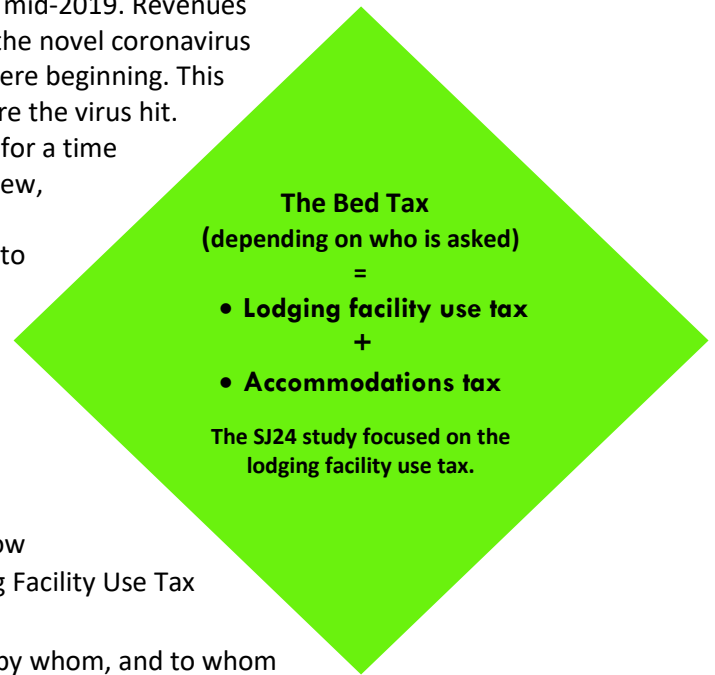 mid-2019. Revenues
the novel coronavirus
ere beginning. This
re the virus hit.
for a time
ew,
to
The Bed Tax
(depending on who is asked)
=
• Lodging facility use tax
+
• Accommodations tax
The SJ24 study focused on the
lodging facility use tax.
ow
g Facility Use Tax
by whom, and to whom